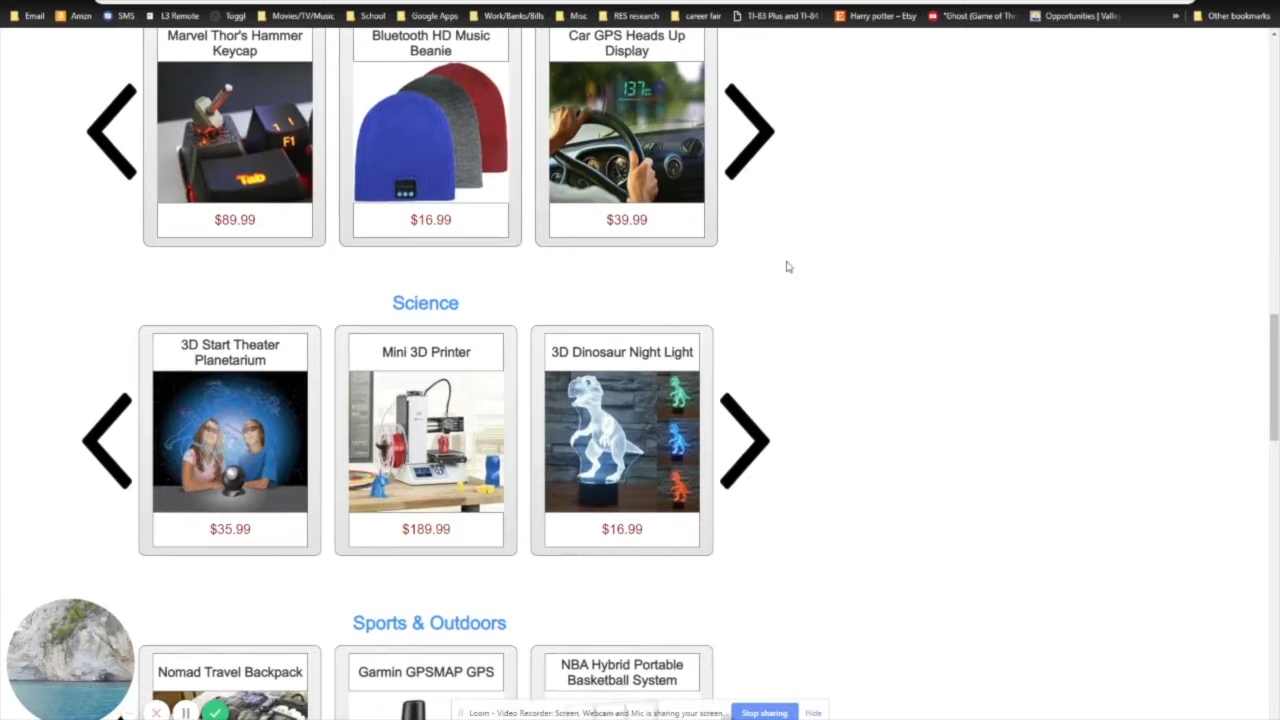 Email Amzn SMS L3 Remote Toggl Movies/TV/Music School Google Apps Work/Banks/Bills Misc RES research career fair TI-83 Plus and TI-84 Harry potter – Etsy "Ghost (Game of Thr Opportunities | Valle » Other bookmarks
Marvel Thor's Hammer
Keycap
Bluetooth HD Music
Beanie
Car GPS Heads Up
Display
137
F1
Tab
$89.99 $16.99 $39.99
Science
3D Start Theater
Planetarium
Mini 3D Printer
3D Dinosaur Night Light
$35.99 $189.99 $16.99
Sports & Outdoors
Nomad Travel Backpack
Garmin GPSMAP GPS
NBA Hybrid Portable
Basketball System
Loom – Video Recorder: Screen, Webcam and Mic is sharing your screen. Stop sharing Hide